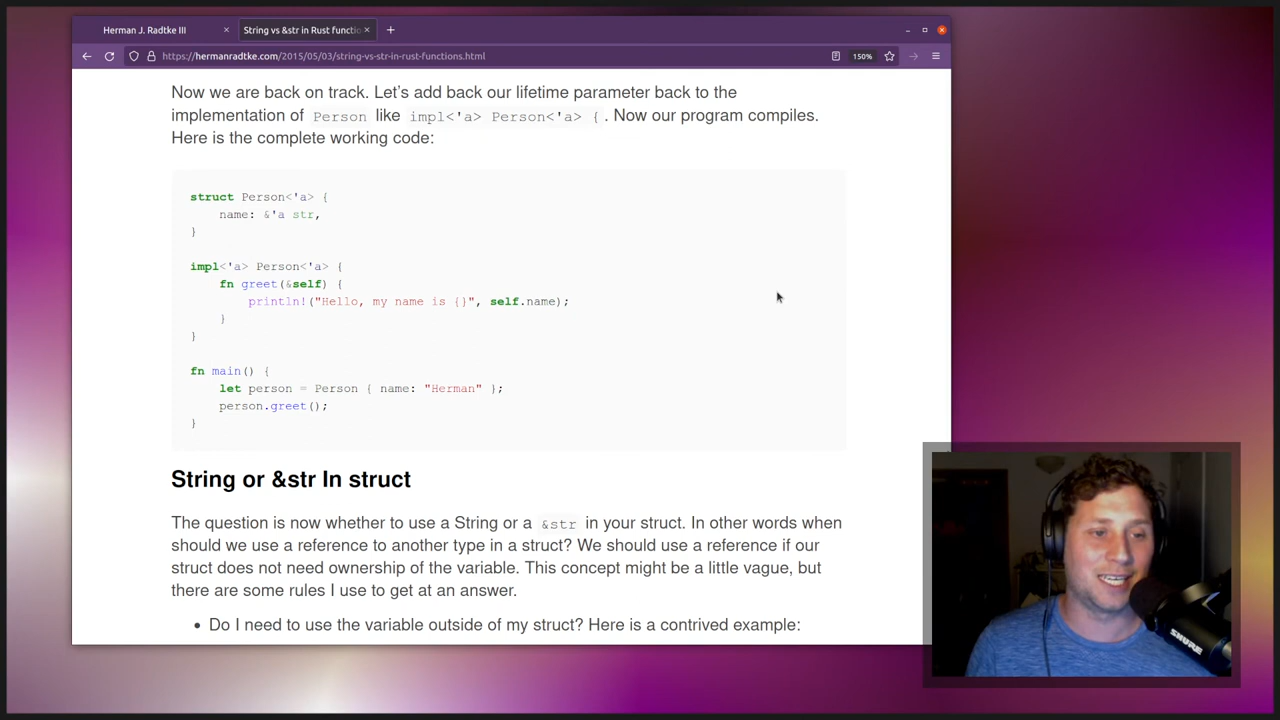 Herman J. Radtke III
String vs &str in Rust functio
https://hermanradtke.com/2015/05/03/string-vs-str-in-rust-functions.html
150%
Now we are back on track. Let’s add back our lifetime parameter back to the
implementation of Person like impl<'a> Person<'a> { . Now our program compiles.
Here is the complete working code:
struct Person<'a> {
    name: &'a str,
}
impl<'a> Person<'a> {
    fn greet(&self) {
        println!("Hello, my name is {}", self.name);
    }
}
fn main() {
    let person = Person { name: "Herman" };
    person.greet();
}
String or &str In struct
The question is now whether to use a String or a &str in your struct. In other words when
should we use a reference to another type in a struct? We should use a reference if our
struct does not need ownership of the variable. This concept might be a little vague, but
there are some rules I use to get at an answer.
• Do I need to use the variable outside of my struct? Here is a contrived example:
SHURE